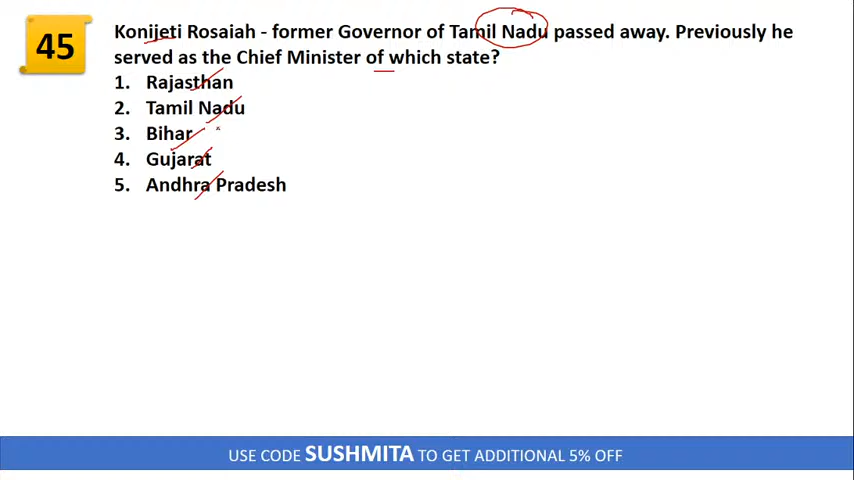 45
Konijeti Rosaiah - former Governor of Tamil Nadu passed away. Previously he
served as the Chief Minister of which state?
1. Rajasthan
2. Tamil Nadu
3. Bihar
4. Gujarat
5. Andhra Pradesh
USE CODE SUSHMITA TO GET ADDITIONAL 5% OFF